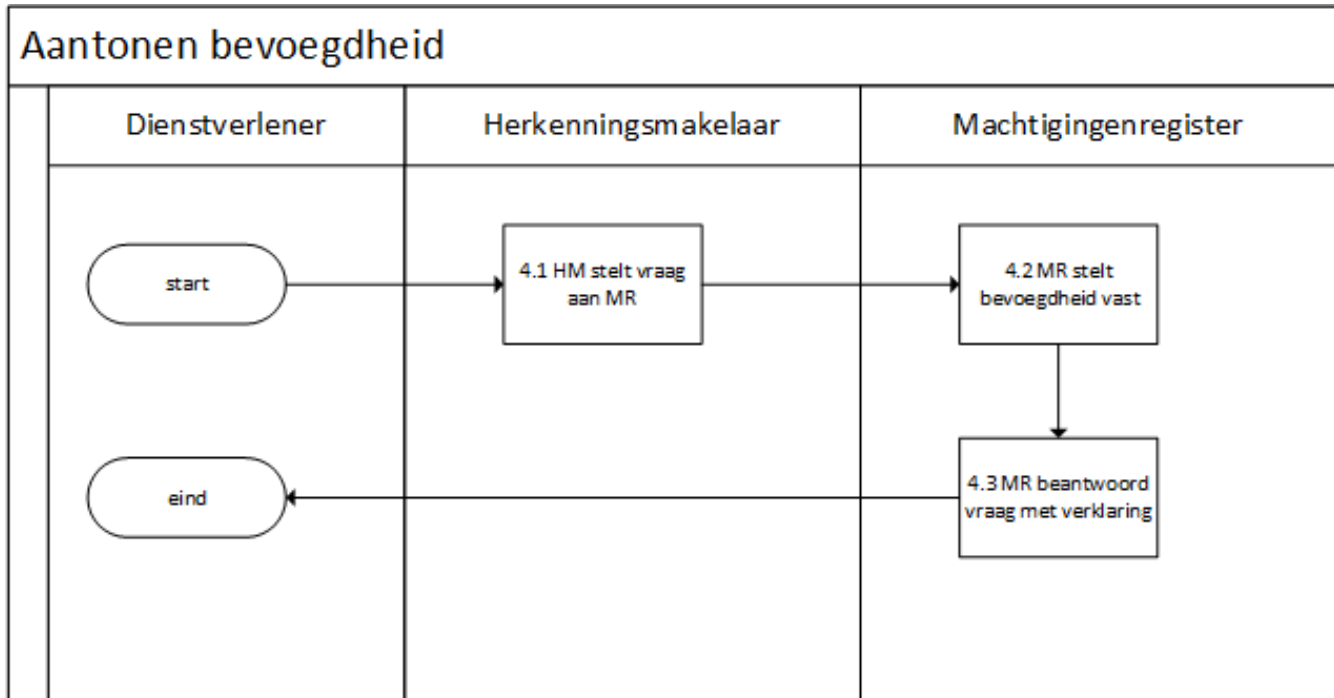 Aantonen bevoegdheid
Dienstverlener
Herkenningsmakelaar
Machtigingenregister
start
4.1 HM stelt vraag
aan MR
4.2 MR stelt
bevoegdheid vast
eind
4.3 MR beantwoord
vraag met verklaring